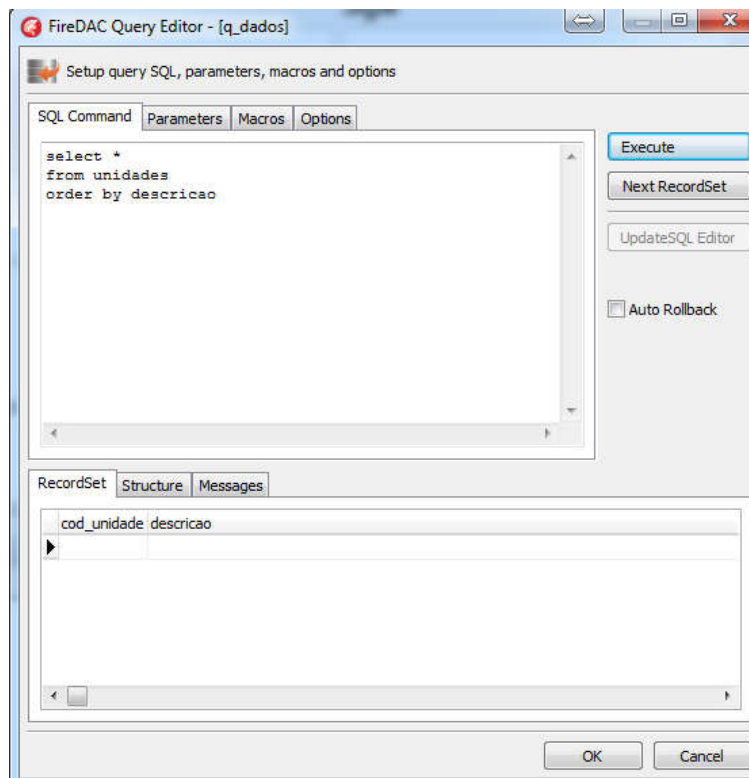 FireDAC Query Editor - [q_dados]
Setup query SQL, parameters, macros and options
SQL Command Parameters Macros Options
select *
from unidades
order by descricao
Execute
Next RecordSet
UpdateSQL Editor
Auto Rollback
RecordSet Structure Messages
cod_unidade descricao
OK Cancel